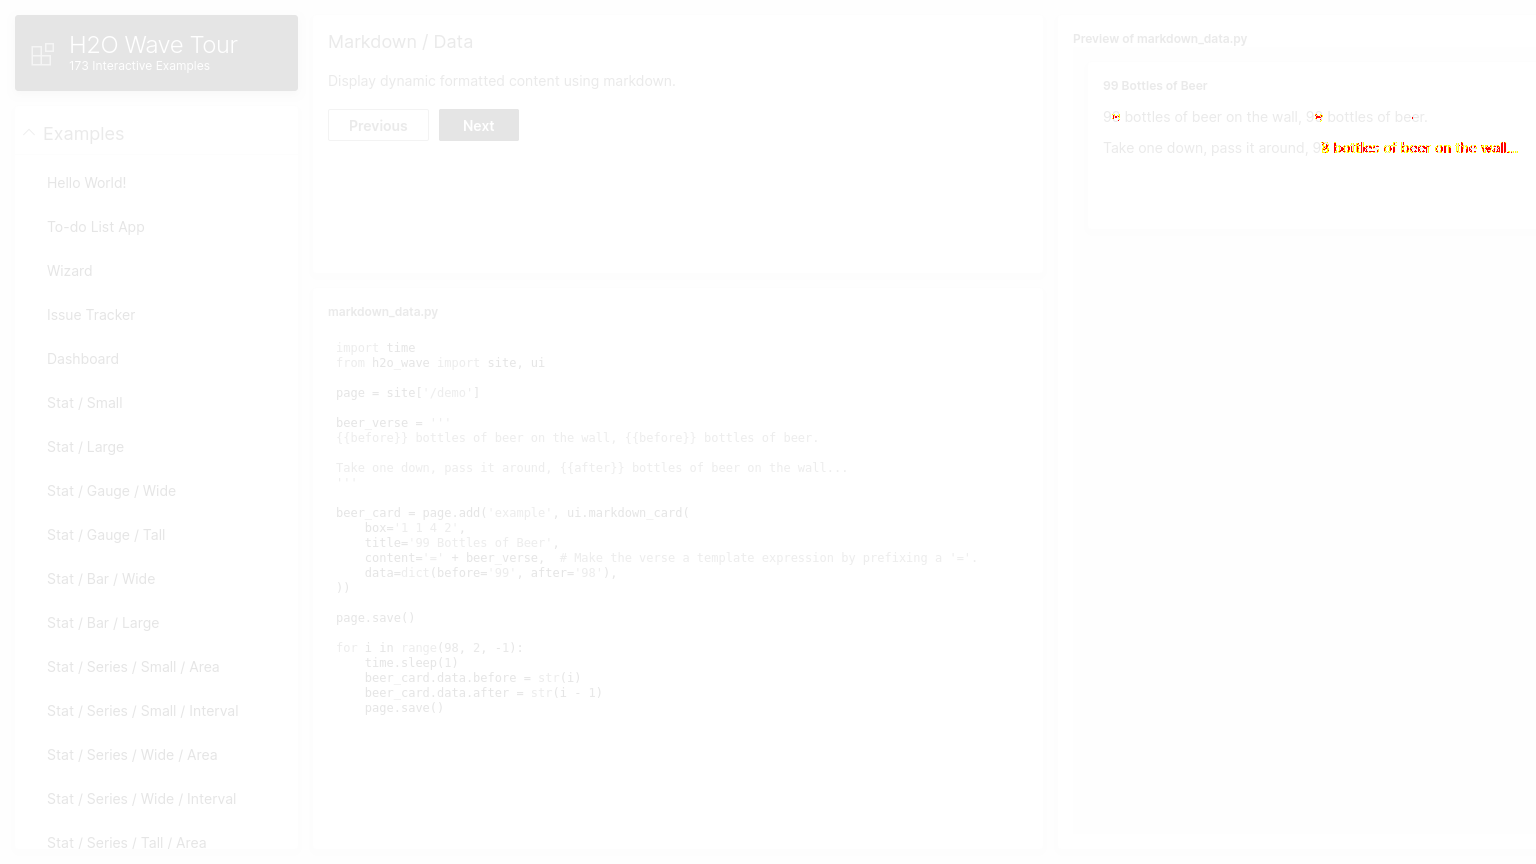 H2O Wave Tour
173 Interactive Examples
Examples
Hello World!
To-do List App
Wizard
Issue Tracker
Dashboard
Stat / Small
Stat / Large
Stat / Gauge / Wide
Stat / Gauge / Tall
Stat / Bar / Wide
Stat / Bar / Large
Stat / Series / Small / Area
Stat / Series / Small / Interval
Stat / Series / Wide / Area
Stat / Series / Wide / Interval
Stat / Series / Tall / Area
Markdown / Data
Display dynamic formatted content using markdown.
Previous
Next
markdown_data.py
import time
from h2o_wave import site, ui
page = site['/demo']
beer_verse = '''
{{before}} bottles of beer on the wall, {{before}} bottles of beer.
Take one down, pass it around, {{after}} bottles of beer on the wall...
'''
beer_card = page.add('example', ui.markdown_card(
box='1 1 4 2',
title='99 Bottles of Beer',
content='=' + beer_verse,  # Make the verse a template expression by prefixing a '='.
data=dict(before='99', after='98'),
))
page.save()
for i in range(98, 2, -1):
time.sleep(1)
beer_card.data.before = str(i)
beer_card.data.after = str(i - 1)
page.save()
Preview of markdown_data.py
99 Bottles of Beer
bottles of beer on the wall, bottles of beer.
Take one down, pass it around, bottles of beer on the wall...